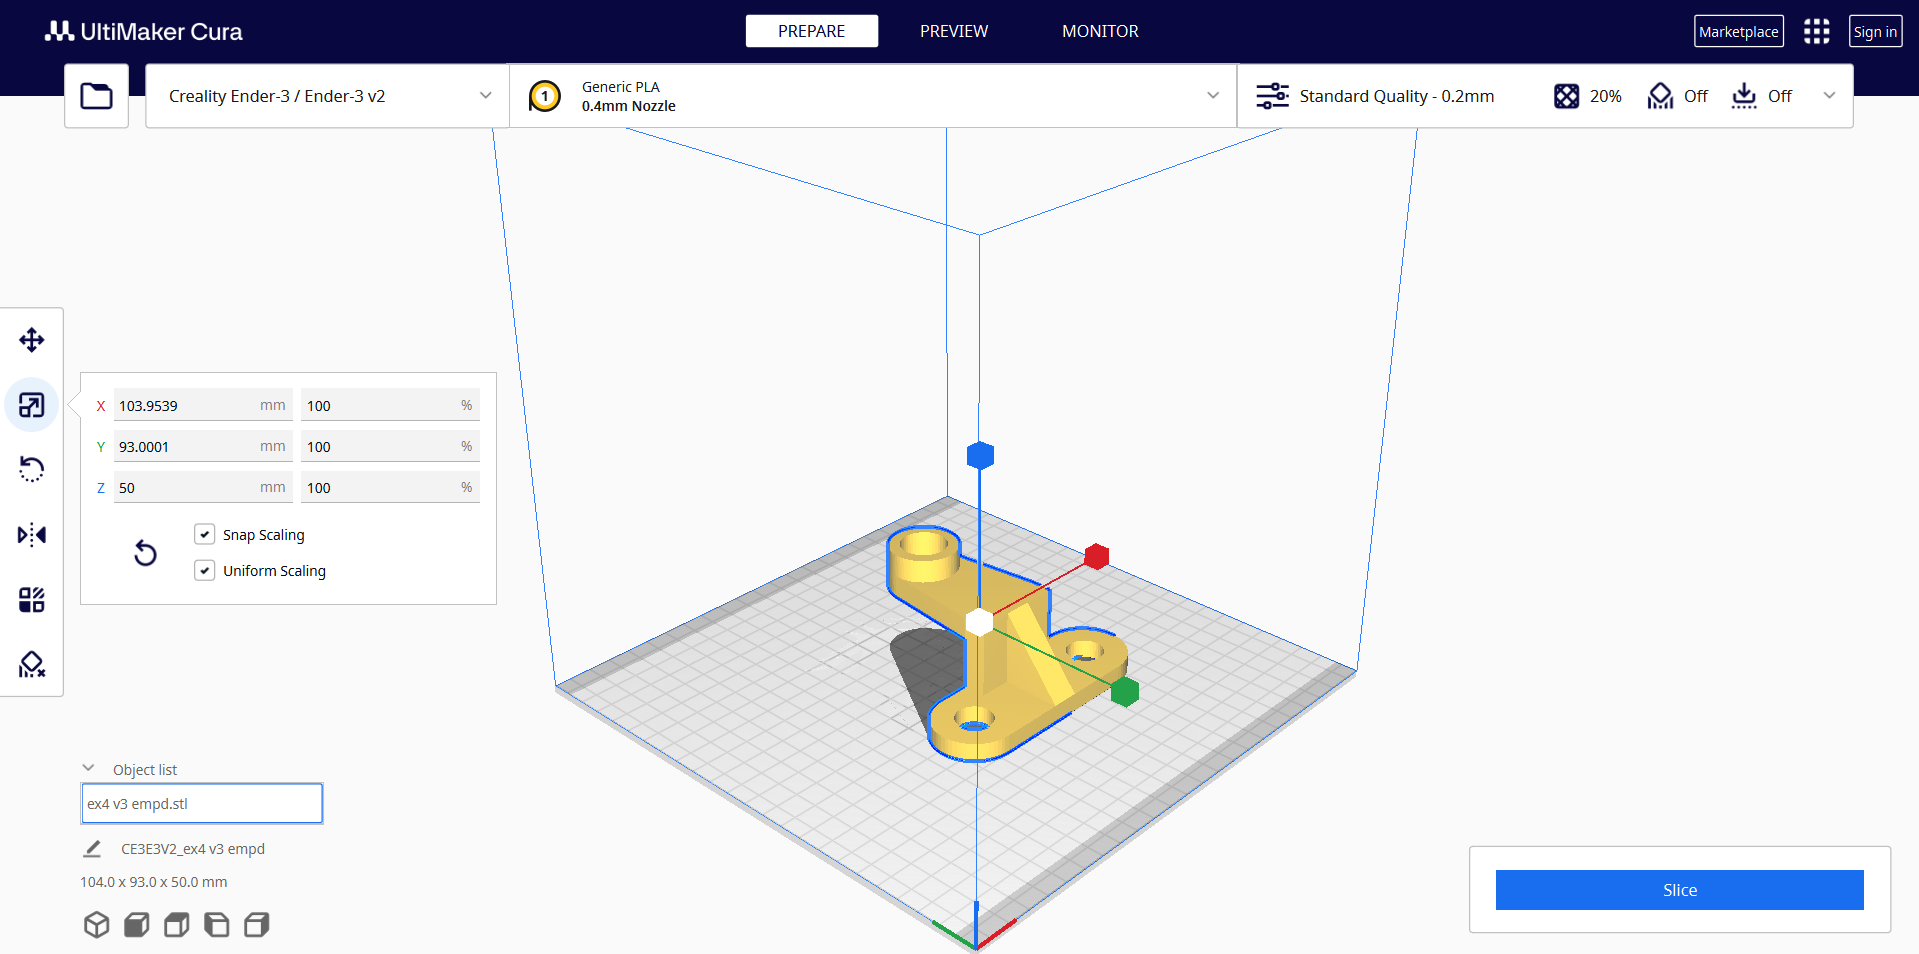 UltiMaker Cura
PREPARE
PREVIEW
MONITOR
Marketplace
Sign in
Creality Ender-3 / Ender-3 v2
1
Generic PLA
0.4mm Nozzle
Standard Quality - 0.2mm
20%
Off
Off
X 103.9539 mm 100 %
Y 93.0001 mm 100 %
Z 50 mm 100 %
Snap Scaling
Uniform Scaling
Object list
ex4 v3 empd.stl
CE3E3V2_ex4 v3 empd
104.0 x 93.0 x 50.0 mm
Slice